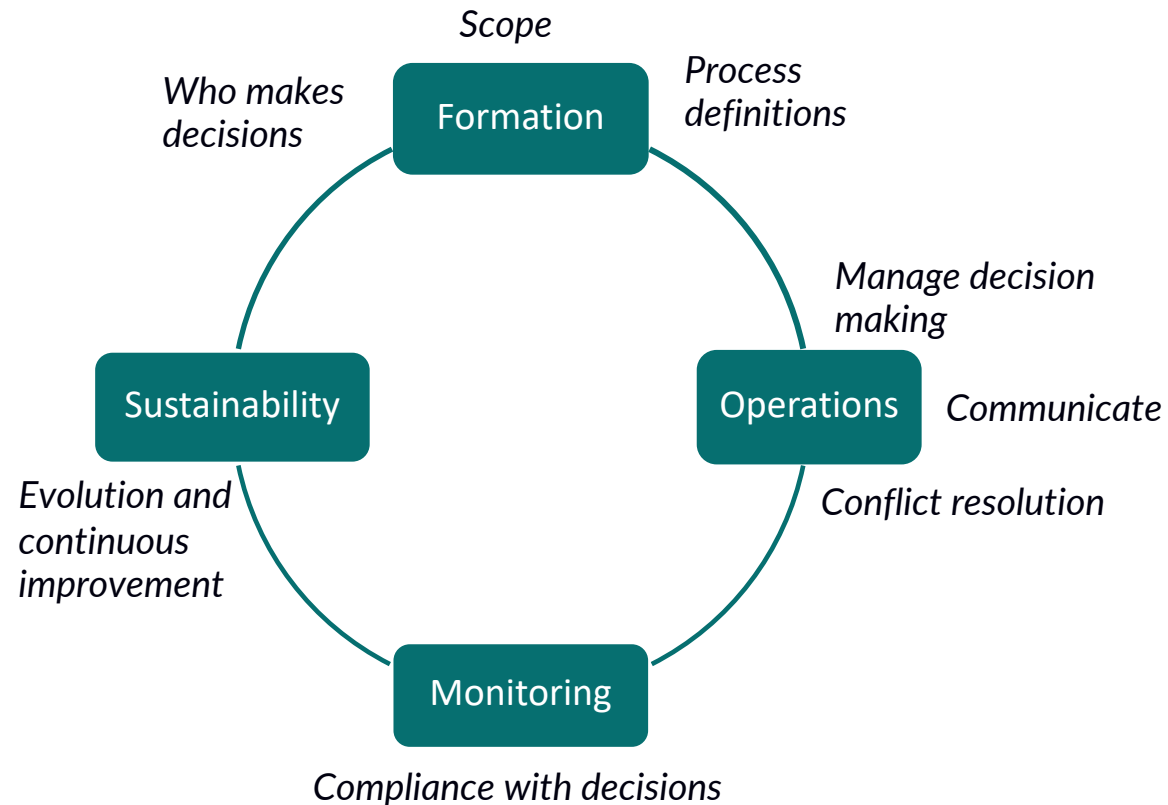 Scope
Who makes
decisions
Formation
Process
definitions
Manage decision
making
Sustainability
Operations
Communicate
Evolution and
continuous
improvement
Conflict resolution
Monitoring
Compliance with decisions